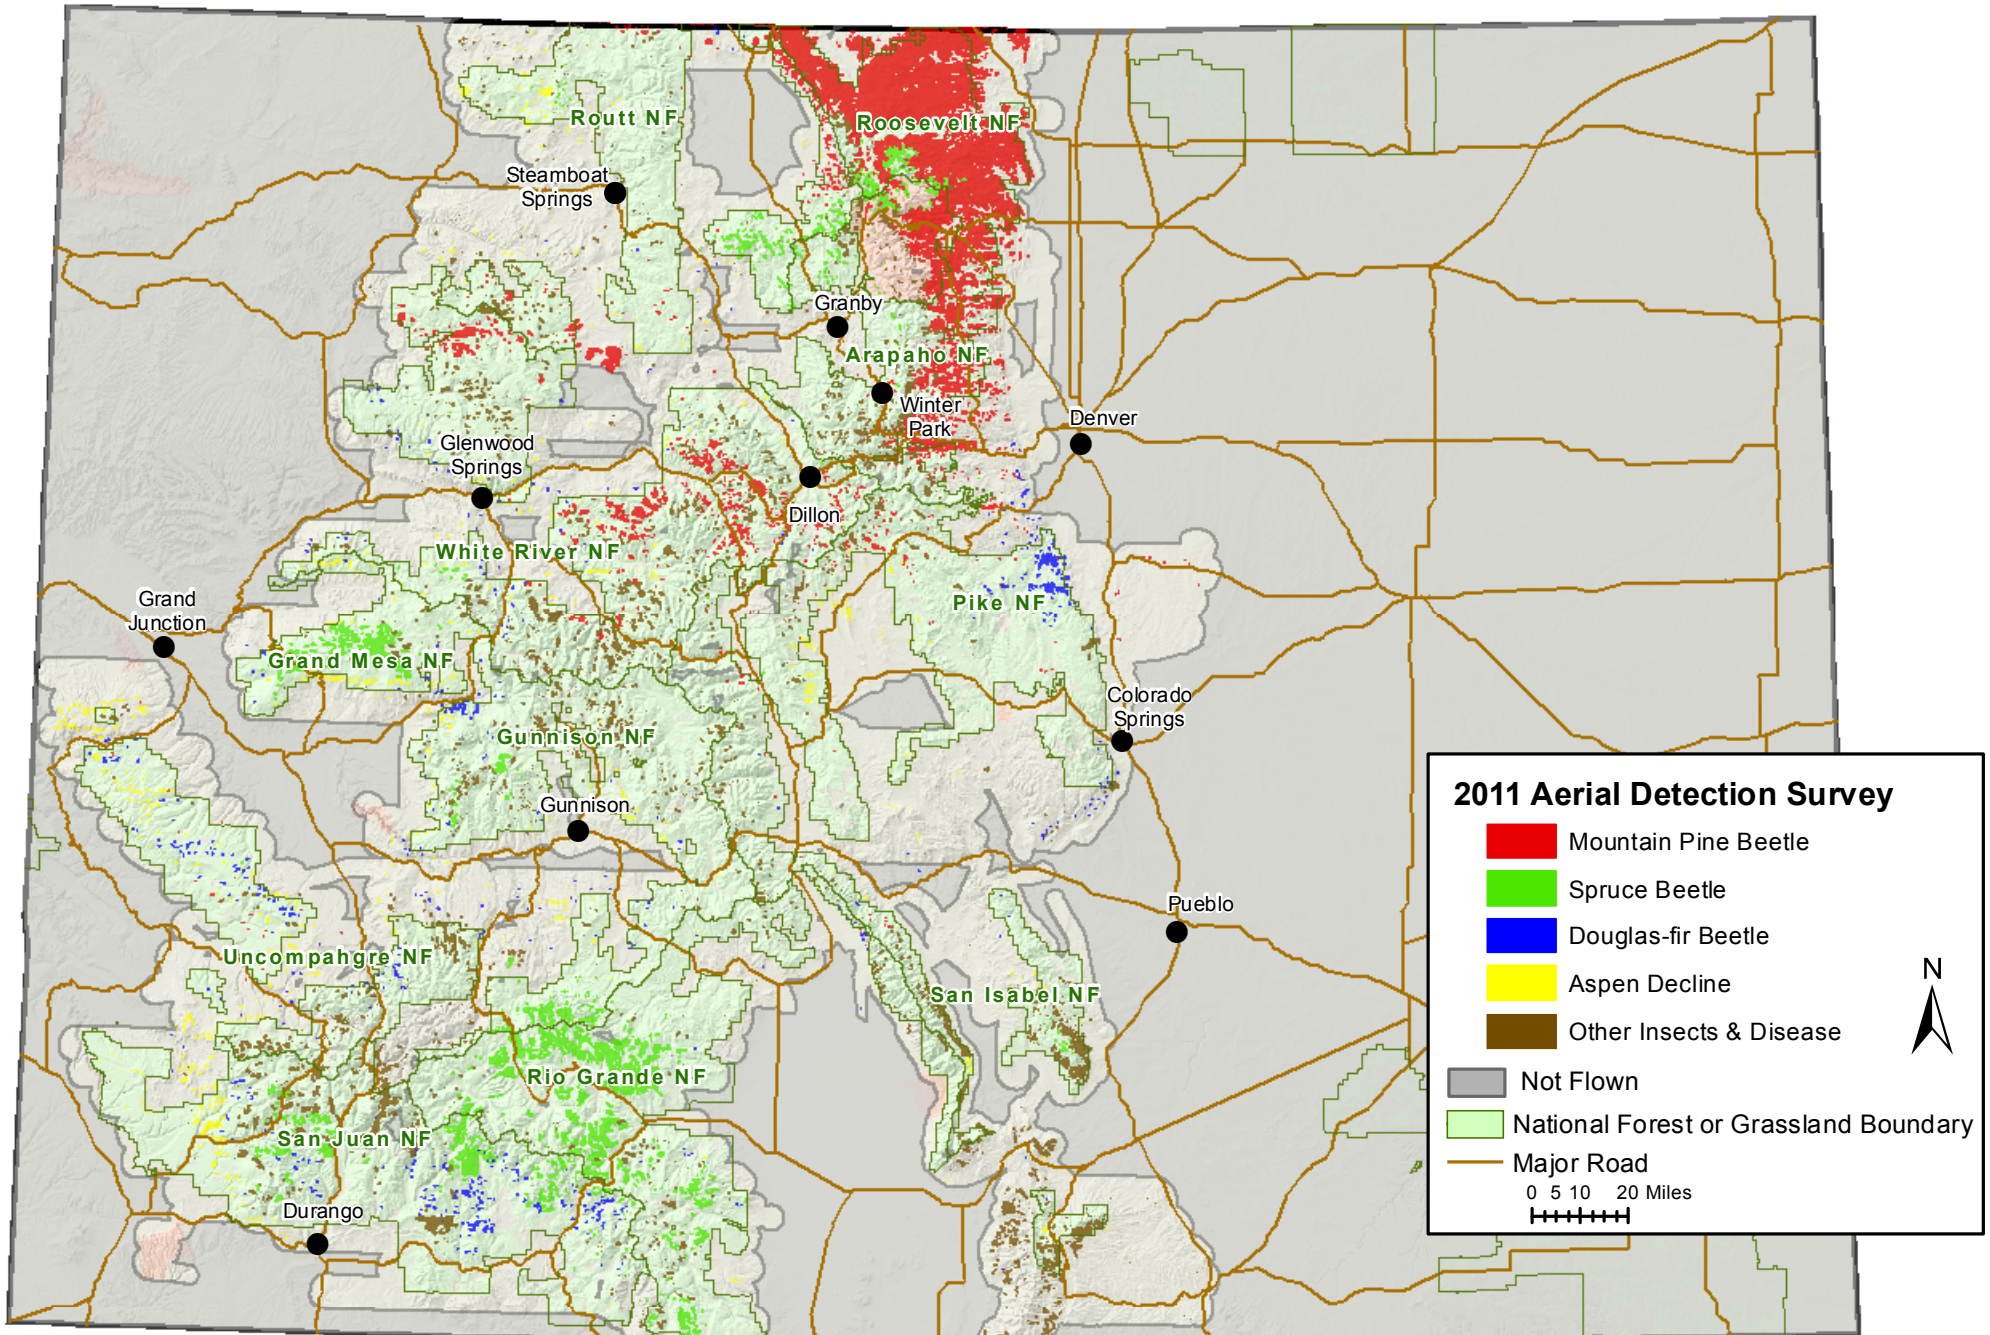 Routt NF
Roosevelt NF
Steamboat
Springs
Granby
Arapaho NF
Winter
Park
Denver
Glenwood
Springs
Dillon
White River NF
Grand
Junction
Pike NF
Grand Mesa NF
Colorado
Springs
Gunnison NF
Gunnison
Pueblo
Uncompahgre NF
San Isabel NF
Rio Grande NF
San Juan NF
Durango
2011 Aerial Detection Survey
Mountain Pine Beetle
Spruce Beetle
Douglas-fir Beetle
Aspen Decline
Other Insects & Disease
N
Not Flown
National Forest or Grassland Boundary
Major Road
0 5 10 20 Miles